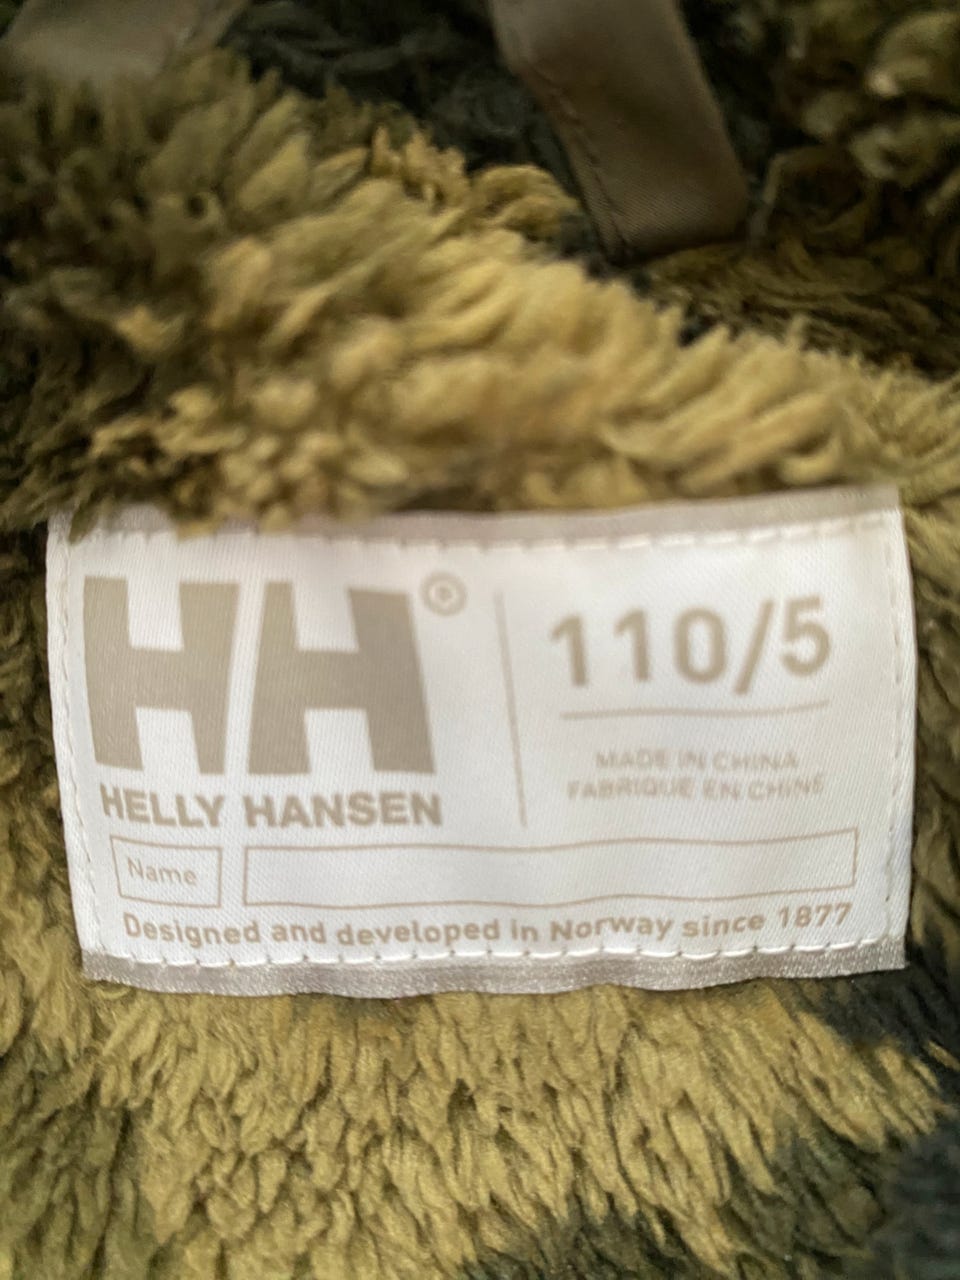 HH®
HELLY HANSEN
110/5
MADE IN CHINA
FABRIQUÉ EN CHINE
Name
Designed and developed in Norway since 1877